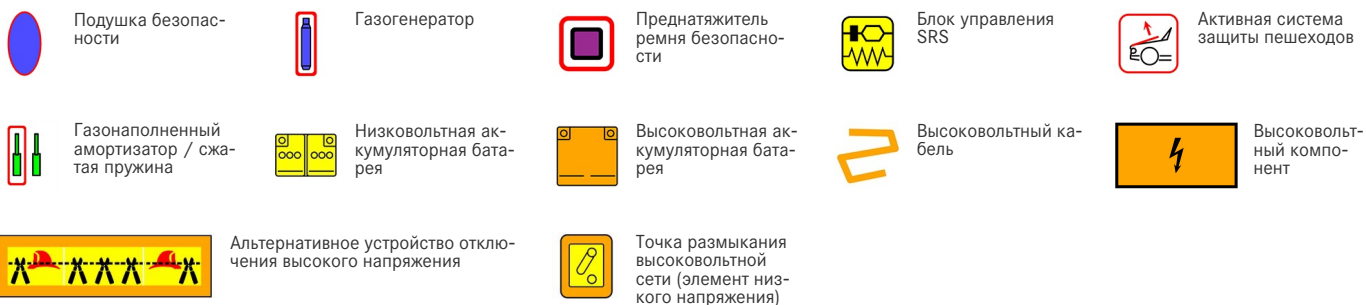 Подушка безопас-
ности
Газогенератор
Преднатяжитель
ремня безопасно-
сти
Блок управления
SRS
Активная система
защиты пешеходов
Газонаполненный
амортизатор / сжа-
тая пружина
Низковольтная ак-
кумуляторная бата-
рея
Высоковольтная ак-
кумуляторная бата-
рея
Высоковольтный ка-
бель
Высоковольт-
ный компо-
нент
Альтернативное устройство отклю-
чения высокого напряжения
Точка размыкания
высоковольтной
сети (элемент низ-
кого напряжения)